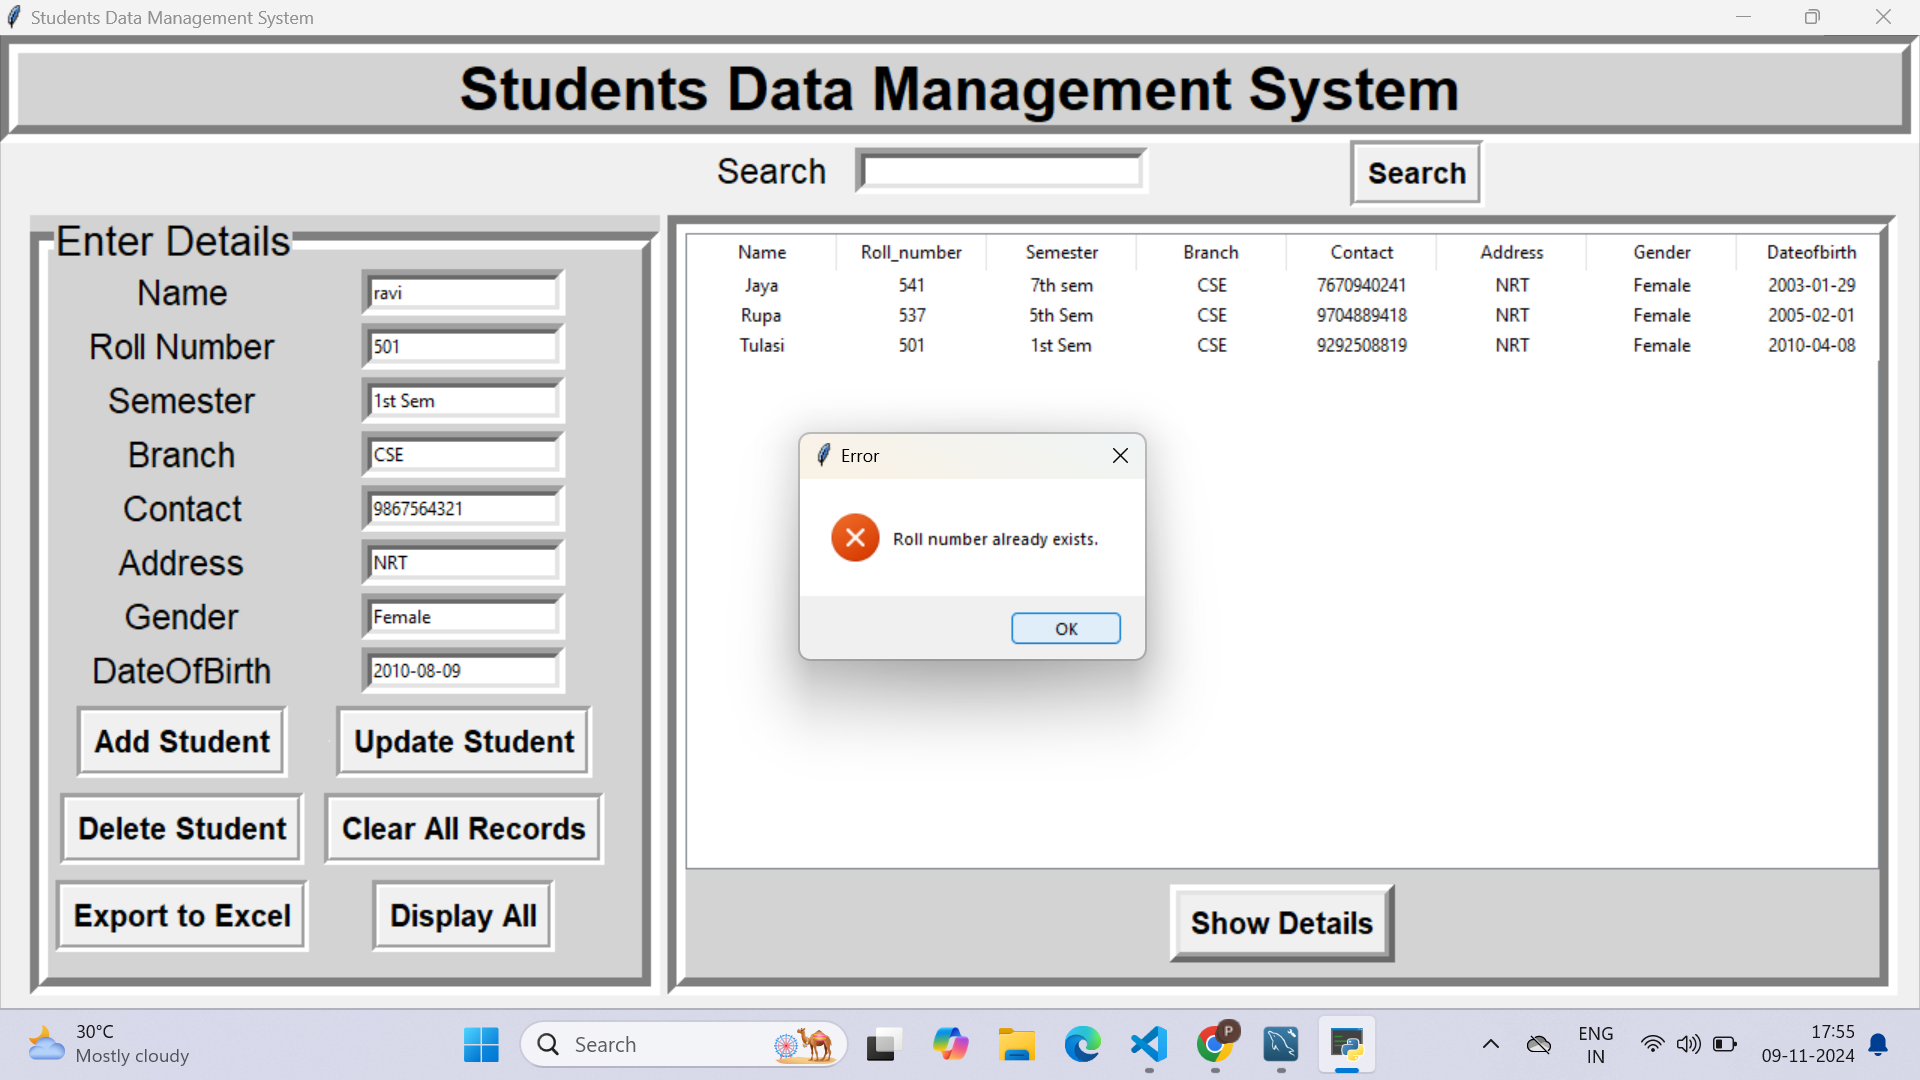 Students Data Management System
Students Data Management System
Search
Search
Enter Details
Name ravi
Roll Number 501
Semester 1st Sem
Branch CSE
Contact 9867564321
Address NRT
Gender Female
DateOfBirth 2010-08-09
Add Student Update Student
Delete Student Clear All Records
Export to Excel Display All
Name Roll_number Semester Branch Contact Address Gender Dateofbirth
Jaya 541 7th sem CSE 7670940241 NRT Female 2003-01-29
Rupa 537 5th Sem CSE 9704889418 NRT Female 2005-02-01
Tulasi 501 1st Sem CSE 9292508819 NRT Female 2010-04-08
Error
Roll number already exists.
OK
Show Details
30°C
Mostly cloudy
Search
P
ENG
IN
17:55
09-11-2024